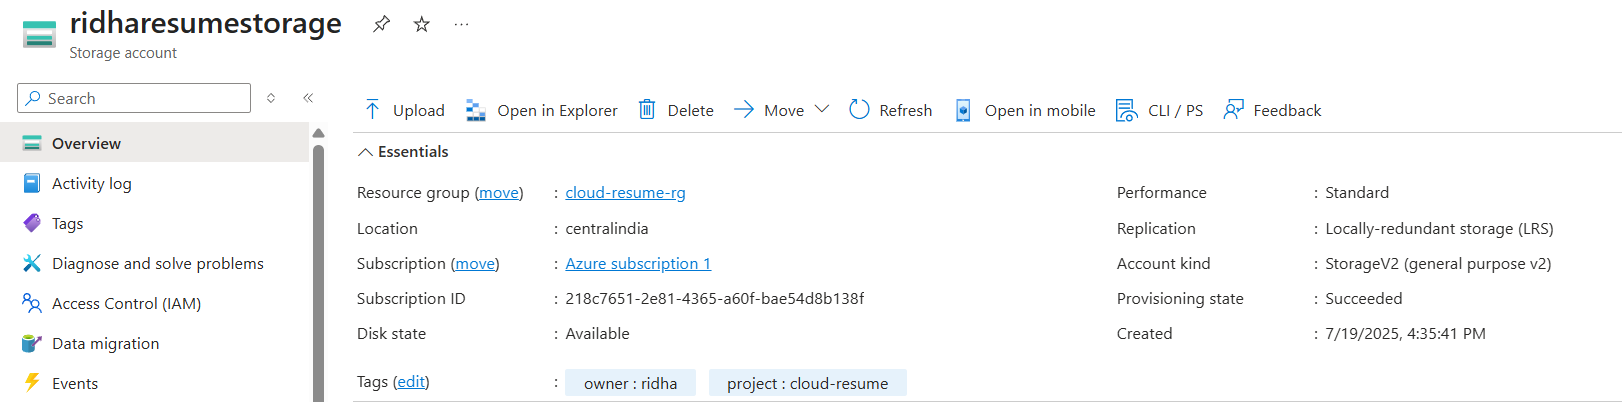 ridharesumestorage
Storage account
Search
Upload Open in Explorer Delete Move Refresh Open in mobile CLI / PS Feedback
Overview
Activity log
Tags
Diagnose and solve problems
Access Control (IAM)
Data migration
Events
Essentials
Resource group (move) : cloud-resume-rg
Location : centralindia
Subscription (move) : Azure subscription 1
Subscription ID : 218c7651-2e81-4365-a60f-bae54d8b138f
Disk state : Available
Performance : Standard
Replication : Locally-redundant storage (LRS)
Account kind : StorageV2 (general purpose v2)
Provisioning state : Succeeded
Created : 7/19/2025, 4:35:41 PM
Tags (edit) : owner : ridha project : cloud-resume